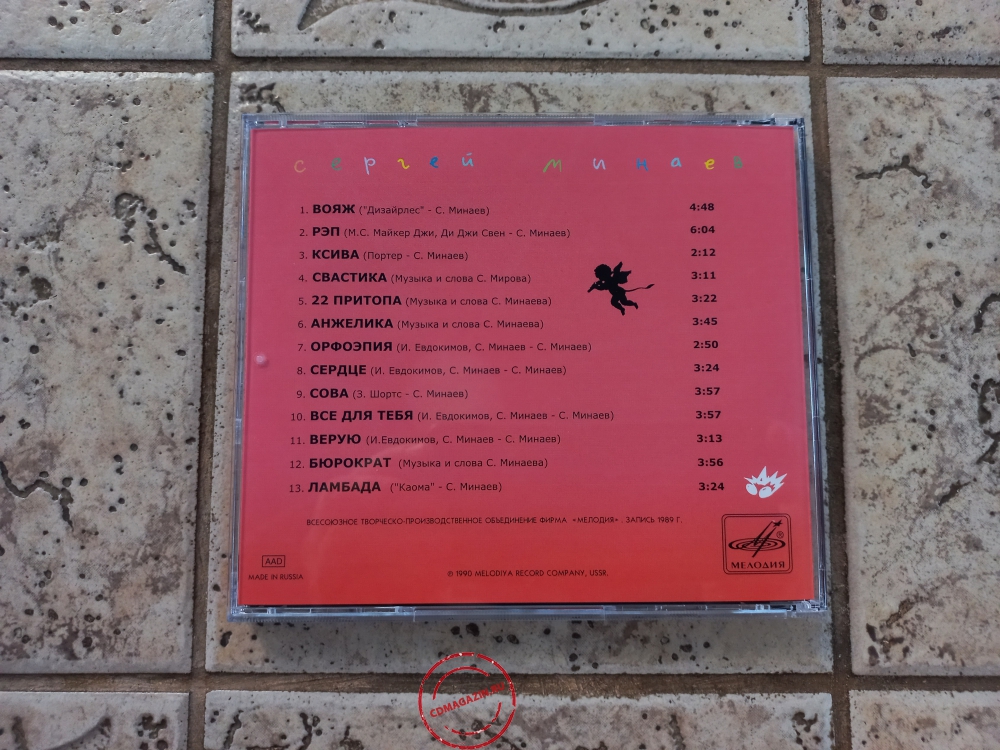 сергей минаев
1. ВОЯЖ ("Дизайрлес" - С. Минаев) 4:48
2. РЭП (М.С. Майкер Джи, Ди Джи Свен - С. Минаев) 6:04
3. КСИВА (Портер - С. Минаев) 2:12
4. СВАСТИКА (Музыка и слова С. Мирова) 3:11
5. 22 ПРИТОПА (Музыка и слова С. Минаева) 3:22
6. АНЖЕЛИКА (Музыка и слова С. Минаева) 3:45
7. ОРФОЭПИЯ (И. Евдокимов, С. Минаев - С. Минаев) 2:50
8. СЕРДЦЕ (И. Евдокимов, С. Минаев - С. Минаев) 3:24
9. СОВА (З. Шортс - С. Минаев) 3:57
10. ВСЕ ДЛЯ ТЕБЯ (И. Евдокимов, С. Минаев - С. Минаев) 3:57
11. ВЕРУЮ (И.Евдокимов, С. Минаев - С. Минаев) 3:13
12. БЮРОКРАТ (Музыка и слова С. Минаева) 3:56
13. ЛАМБАДА ("Каома" - С. Минаев) 3:24
ВСЕСОЮЗНОЕ ТВОРЧЕСКО-ПРОИЗВОДСТВЕННОЕ ОБЪЕДИНЕНИЕ ФИРМА «МЕЛОДИЯ» . ЗАПИСЬ 1989 Г.
®
МЕЛОДИЯ
AAD
MADE IN RUSSIA
℗ 1990 MELODIYA RECORD COMPANY, USSR.
CDMAGAZIN.RU